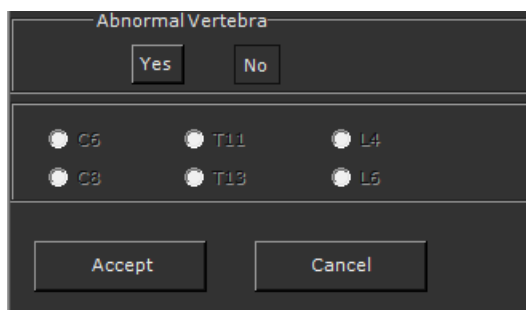 Abnormal Vertebra
Yes No
C6 T11 L4
C8 T13 L6
Accept Cancel